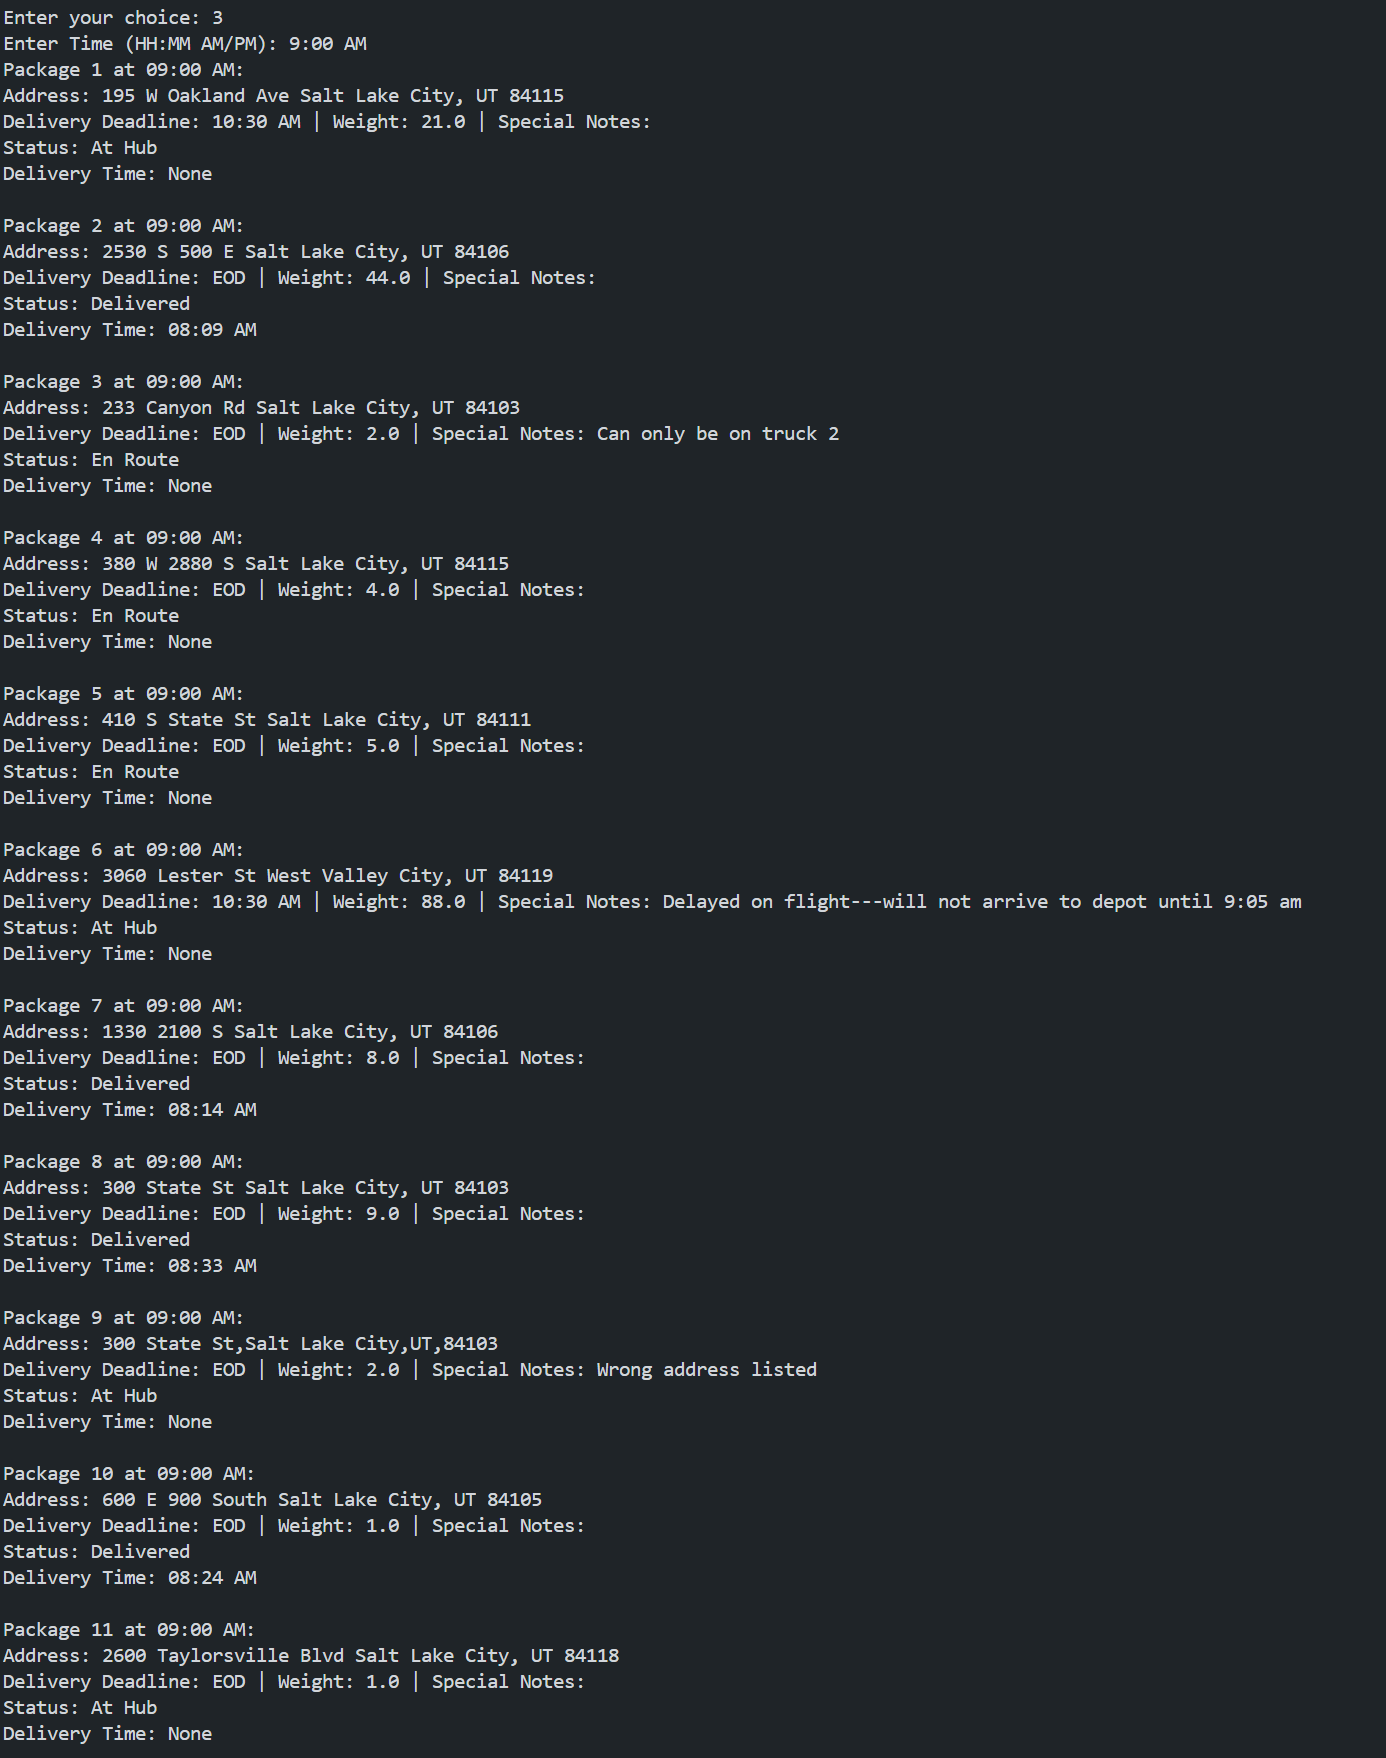 Enter your choice: 3
Enter Time (HH:MM AM/PM): 9:00 AM
Package 1 at 09:00 AM:
Address: 195 W Oakland Ave Salt Lake City, UT 84115
Delivery Deadline: 10:30 AM | Weight: 21.0 | Special Notes:
Status: At Hub
Delivery Time: None

Package 2 at 09:00 AM:
Address: 2530 S 500 E Salt Lake City, UT 84106
Delivery Deadline: EOD | Weight: 44.0 | Special Notes:
Status: Delivered
Delivery Time: 08:09 AM

Package 3 at 09:00 AM:
Address: 233 Canyon Rd Salt Lake City, UT 84103
Delivery Deadline: EOD | Weight: 2.0 | Special Notes: Can only be on truck 2
Status: En Route
Delivery Time: None

Package 4 at 09:00 AM:
Address: 380 W 2880 S Salt Lake City, UT 84115
Delivery Deadline: EOD | Weight: 4.0 | Special Notes:
Status: En Route
Delivery Time: None

Package 5 at 09:00 AM:
Address: 410 S State St Salt Lake City, UT 84111
Delivery Deadline: EOD | Weight: 5.0 | Special Notes:
Status: En Route
Delivery Time: None

Package 6 at 09:00 AM:
Address: 3060 Lester St West Valley City, UT 84119
Delivery Deadline: 10:30 AM | Weight: 88.0 | Special Notes: Delayed on flight---will not arrive to depot until 9:05 am
Status: At Hub
Delivery Time: None

Package 7 at 09:00 AM:
Address: 1330 2100 S Salt Lake City, UT 84106
Delivery Deadline: EOD | Weight: 8.0 | Special Notes:
Status: Delivered
Delivery Time: 08:14 AM

Package 8 at 09:00 AM:
Address: 300 State St Salt Lake City, UT 84103
Delivery Deadline: EOD | Weight: 9.0 | Special Notes:
Status: Delivered
Delivery Time: 08:33 AM

Package 9 at 09:00 AM:
Address: 300 State St,Salt Lake City,UT,84103
Delivery Deadline: EOD | Weight: 2.0 | Special Notes: Wrong address listed
Status: At Hub
Delivery Time: None

Package 10 at 09:00 AM:
Address: 600 E 900 South Salt Lake City, UT 84105
Delivery Deadline: EOD | Weight: 1.0 | Special Notes:
Status: Delivered
Delivery Time: 08:24 AM

Package 11 at 09:00 AM:
Address: 2600 Taylorsville Blvd Salt Lake City, UT 84118
Delivery Deadline: EOD | Weight: 1.0 | Special Notes:
Status: At Hub
Delivery Time: None